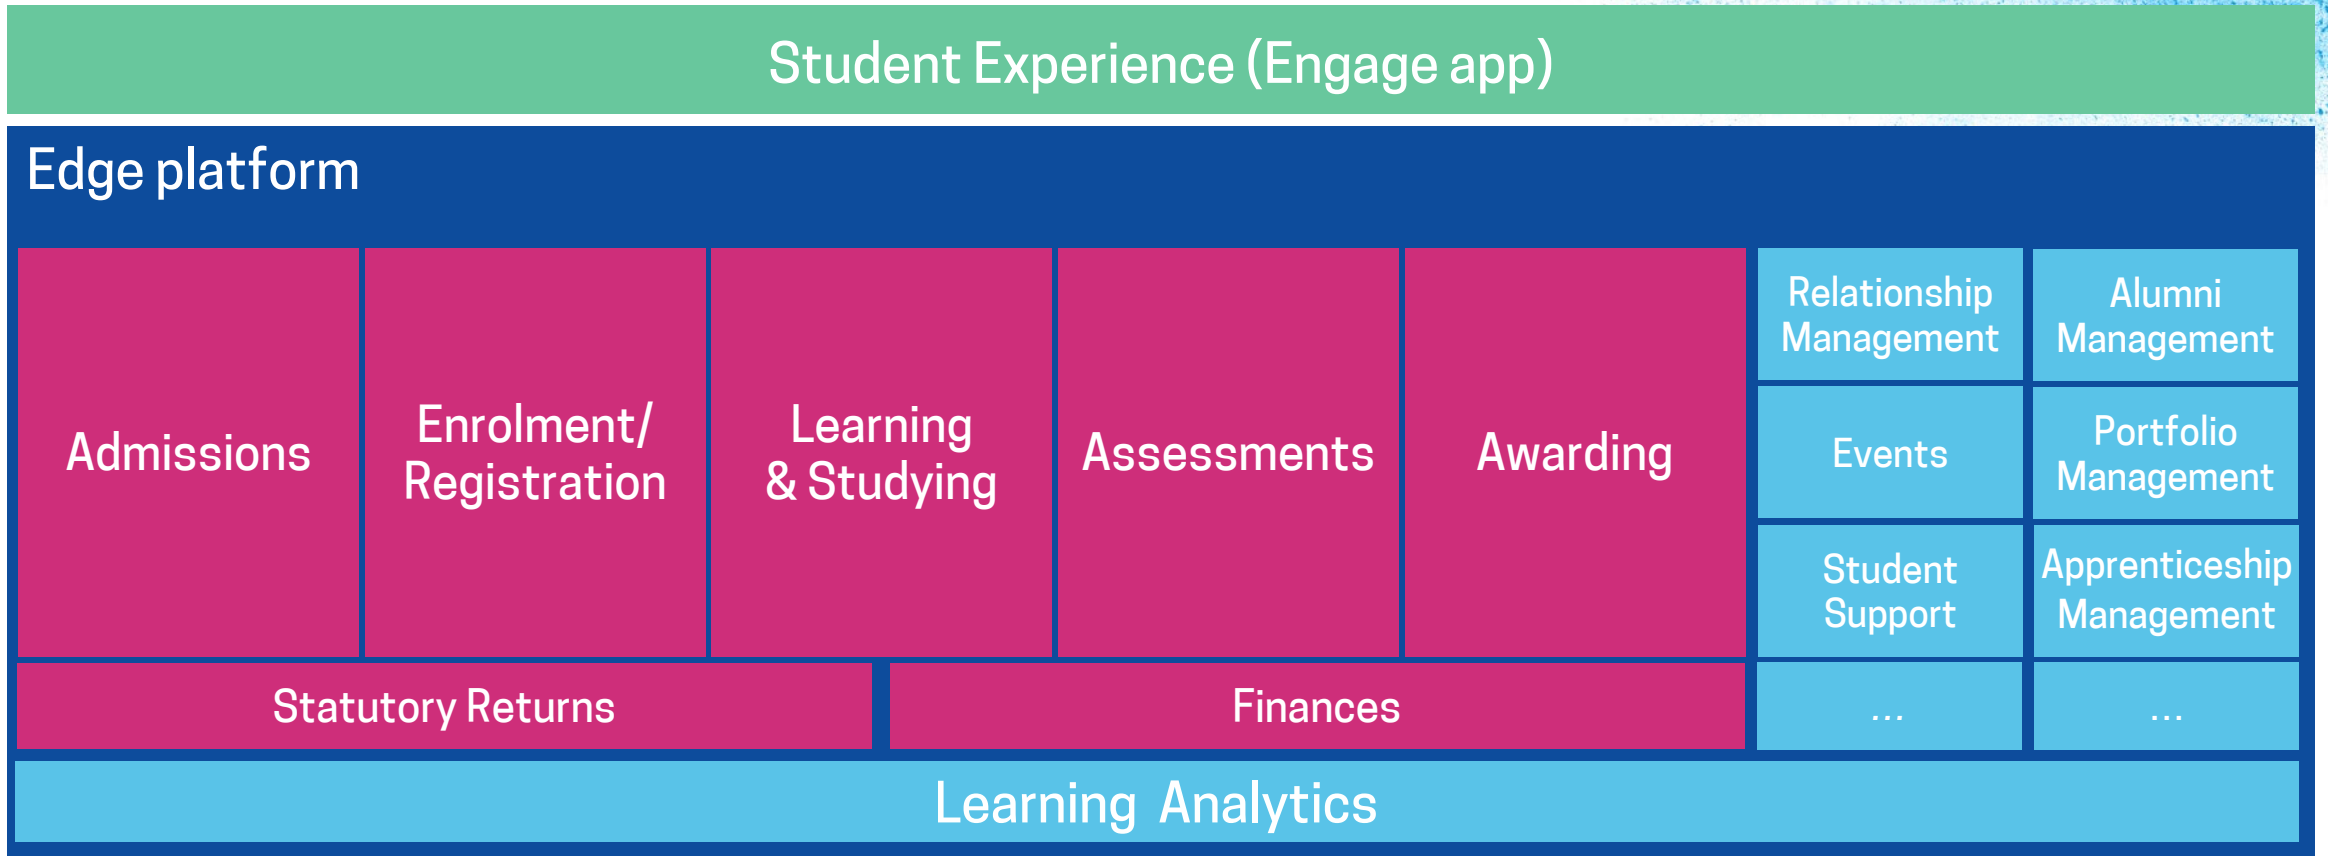 Student Experience (Engage app)
Edge platform
Admissions
Enrolment/
Registration
Learning
& Studying
Assessments
Awarding
Relationship
Management
Alumni
Management
Events
Portfolio
Management
Student
Support
Apprenticeship
Management
Statutory Returns
Finances
...
...
Learning Analytics